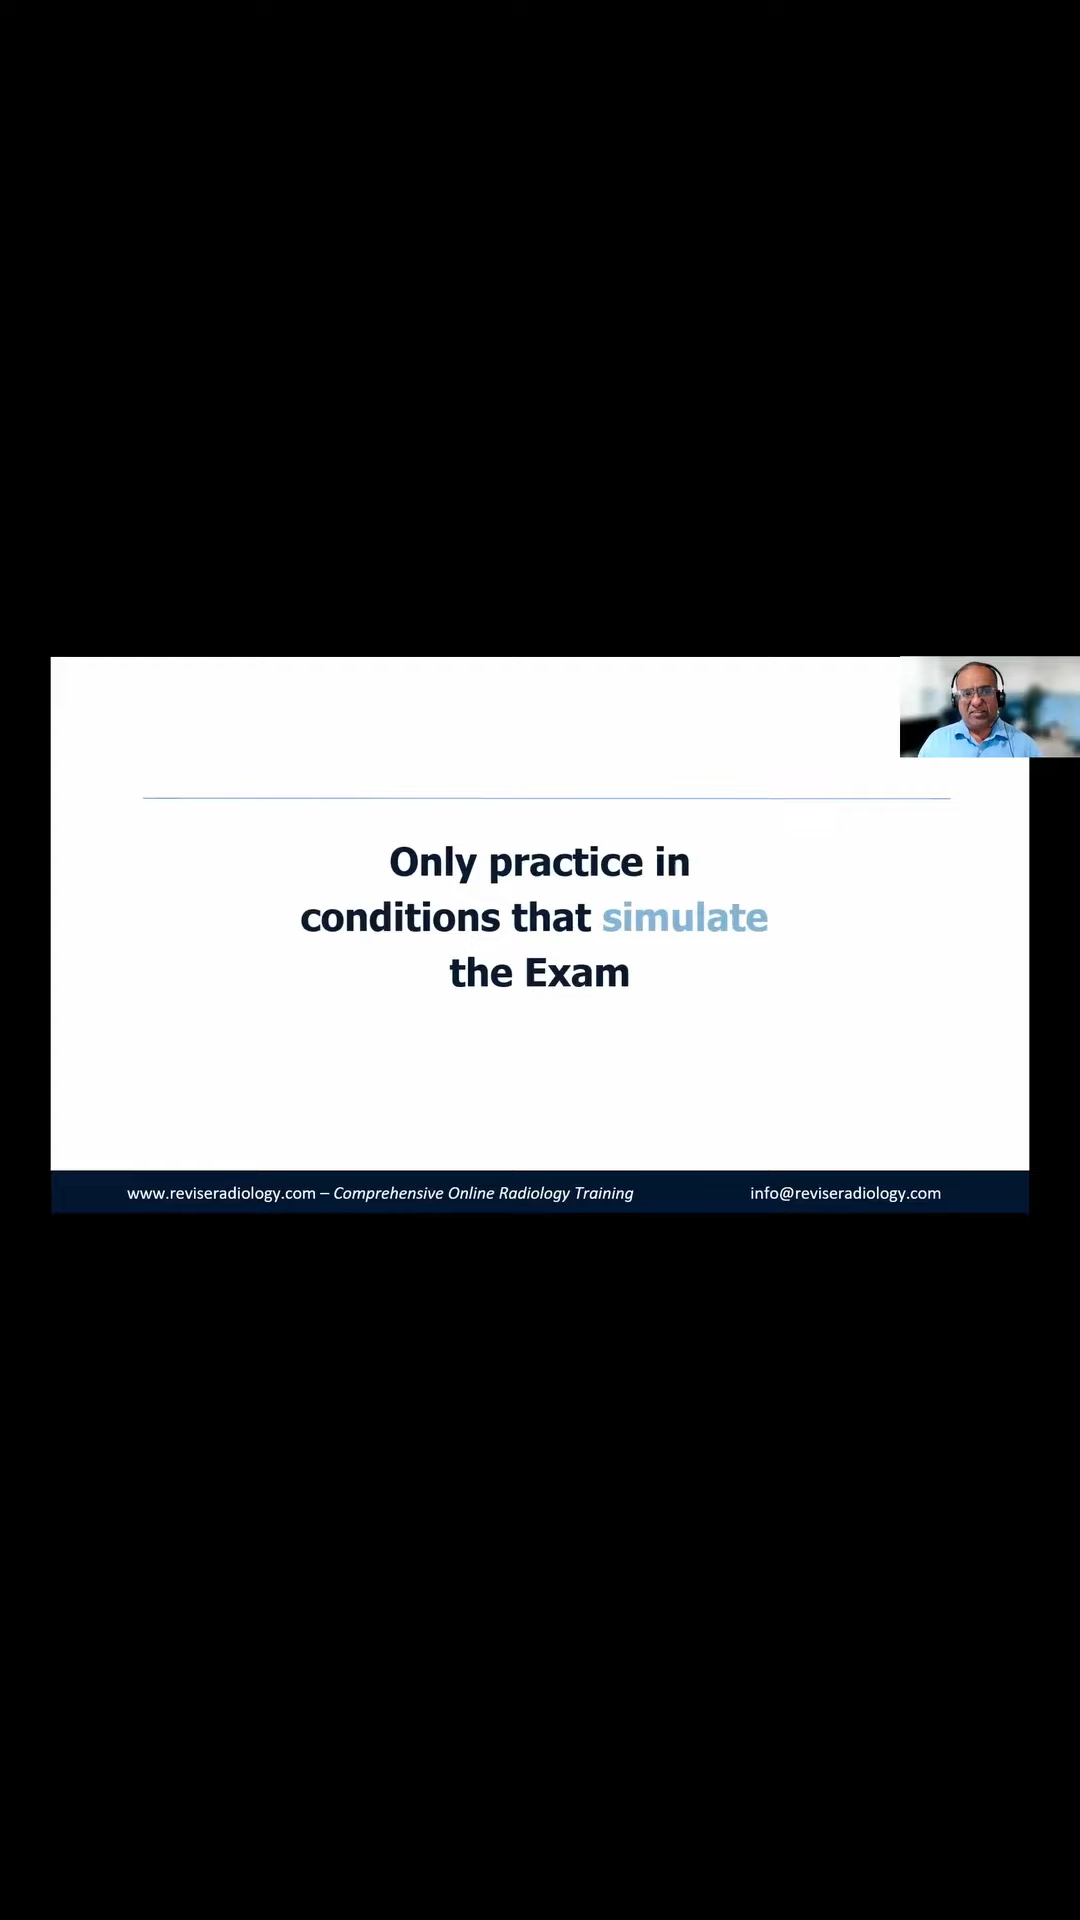 Only practice in
conditions that simulate
the Exam
www.reviseradiology.com – Comprehensive Online Radiology Training info@reviseradiology.com